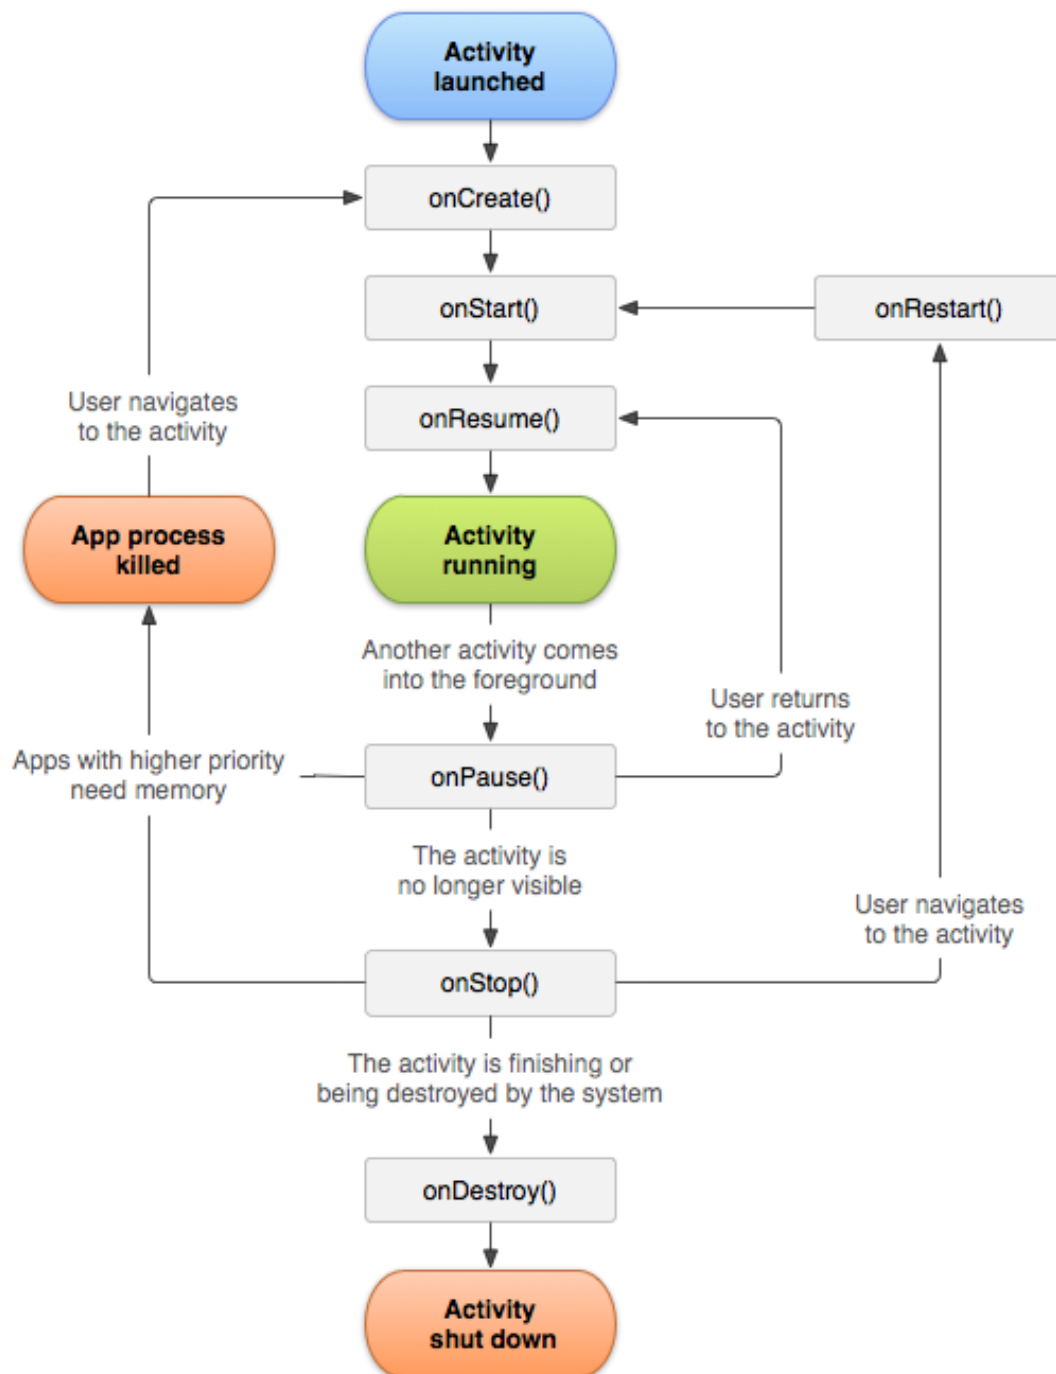 Activity
launched
onCreate()
onStart()
onRestart()
onResume()
User navigates
to the activity
App process
killed
Activity
running
Another activity comes
into the foreground
User returns
to the activity
Apps with higher priority
need memory
onPause()
The activity is
no longer visible
User navigates
to the activity
onStop()
The activity is finishing or
being destroyed by the system
onDestroy()
Activity
shut down